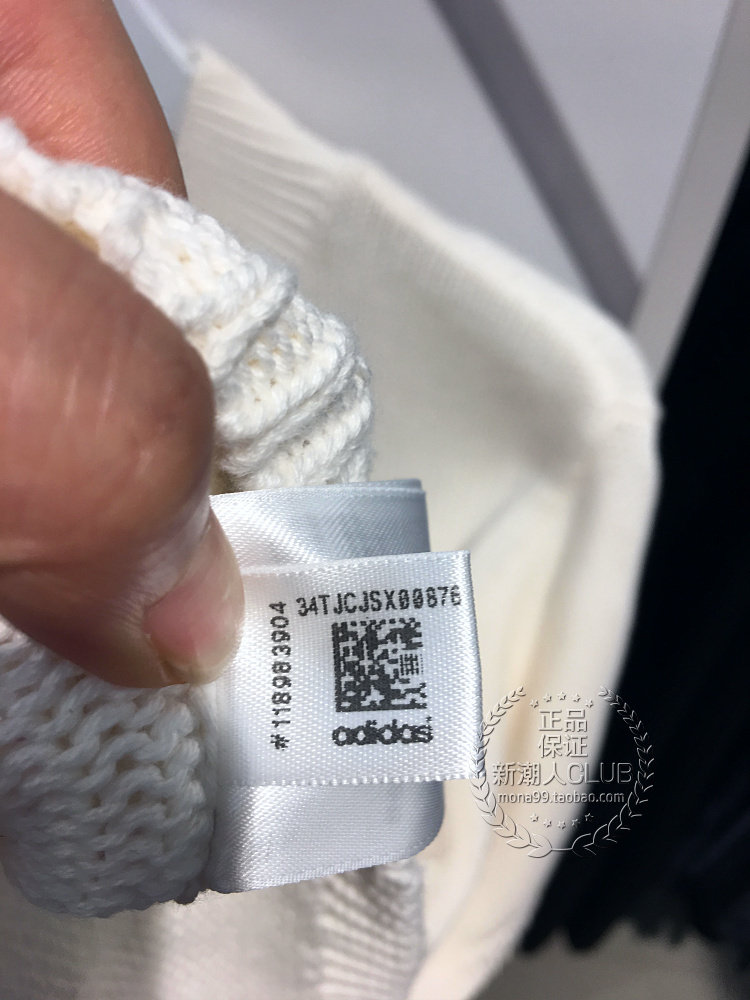 34TJCJSX00876
#118983904
adidas
正品
保证
新潮人CLUB
mona99.taobao.com